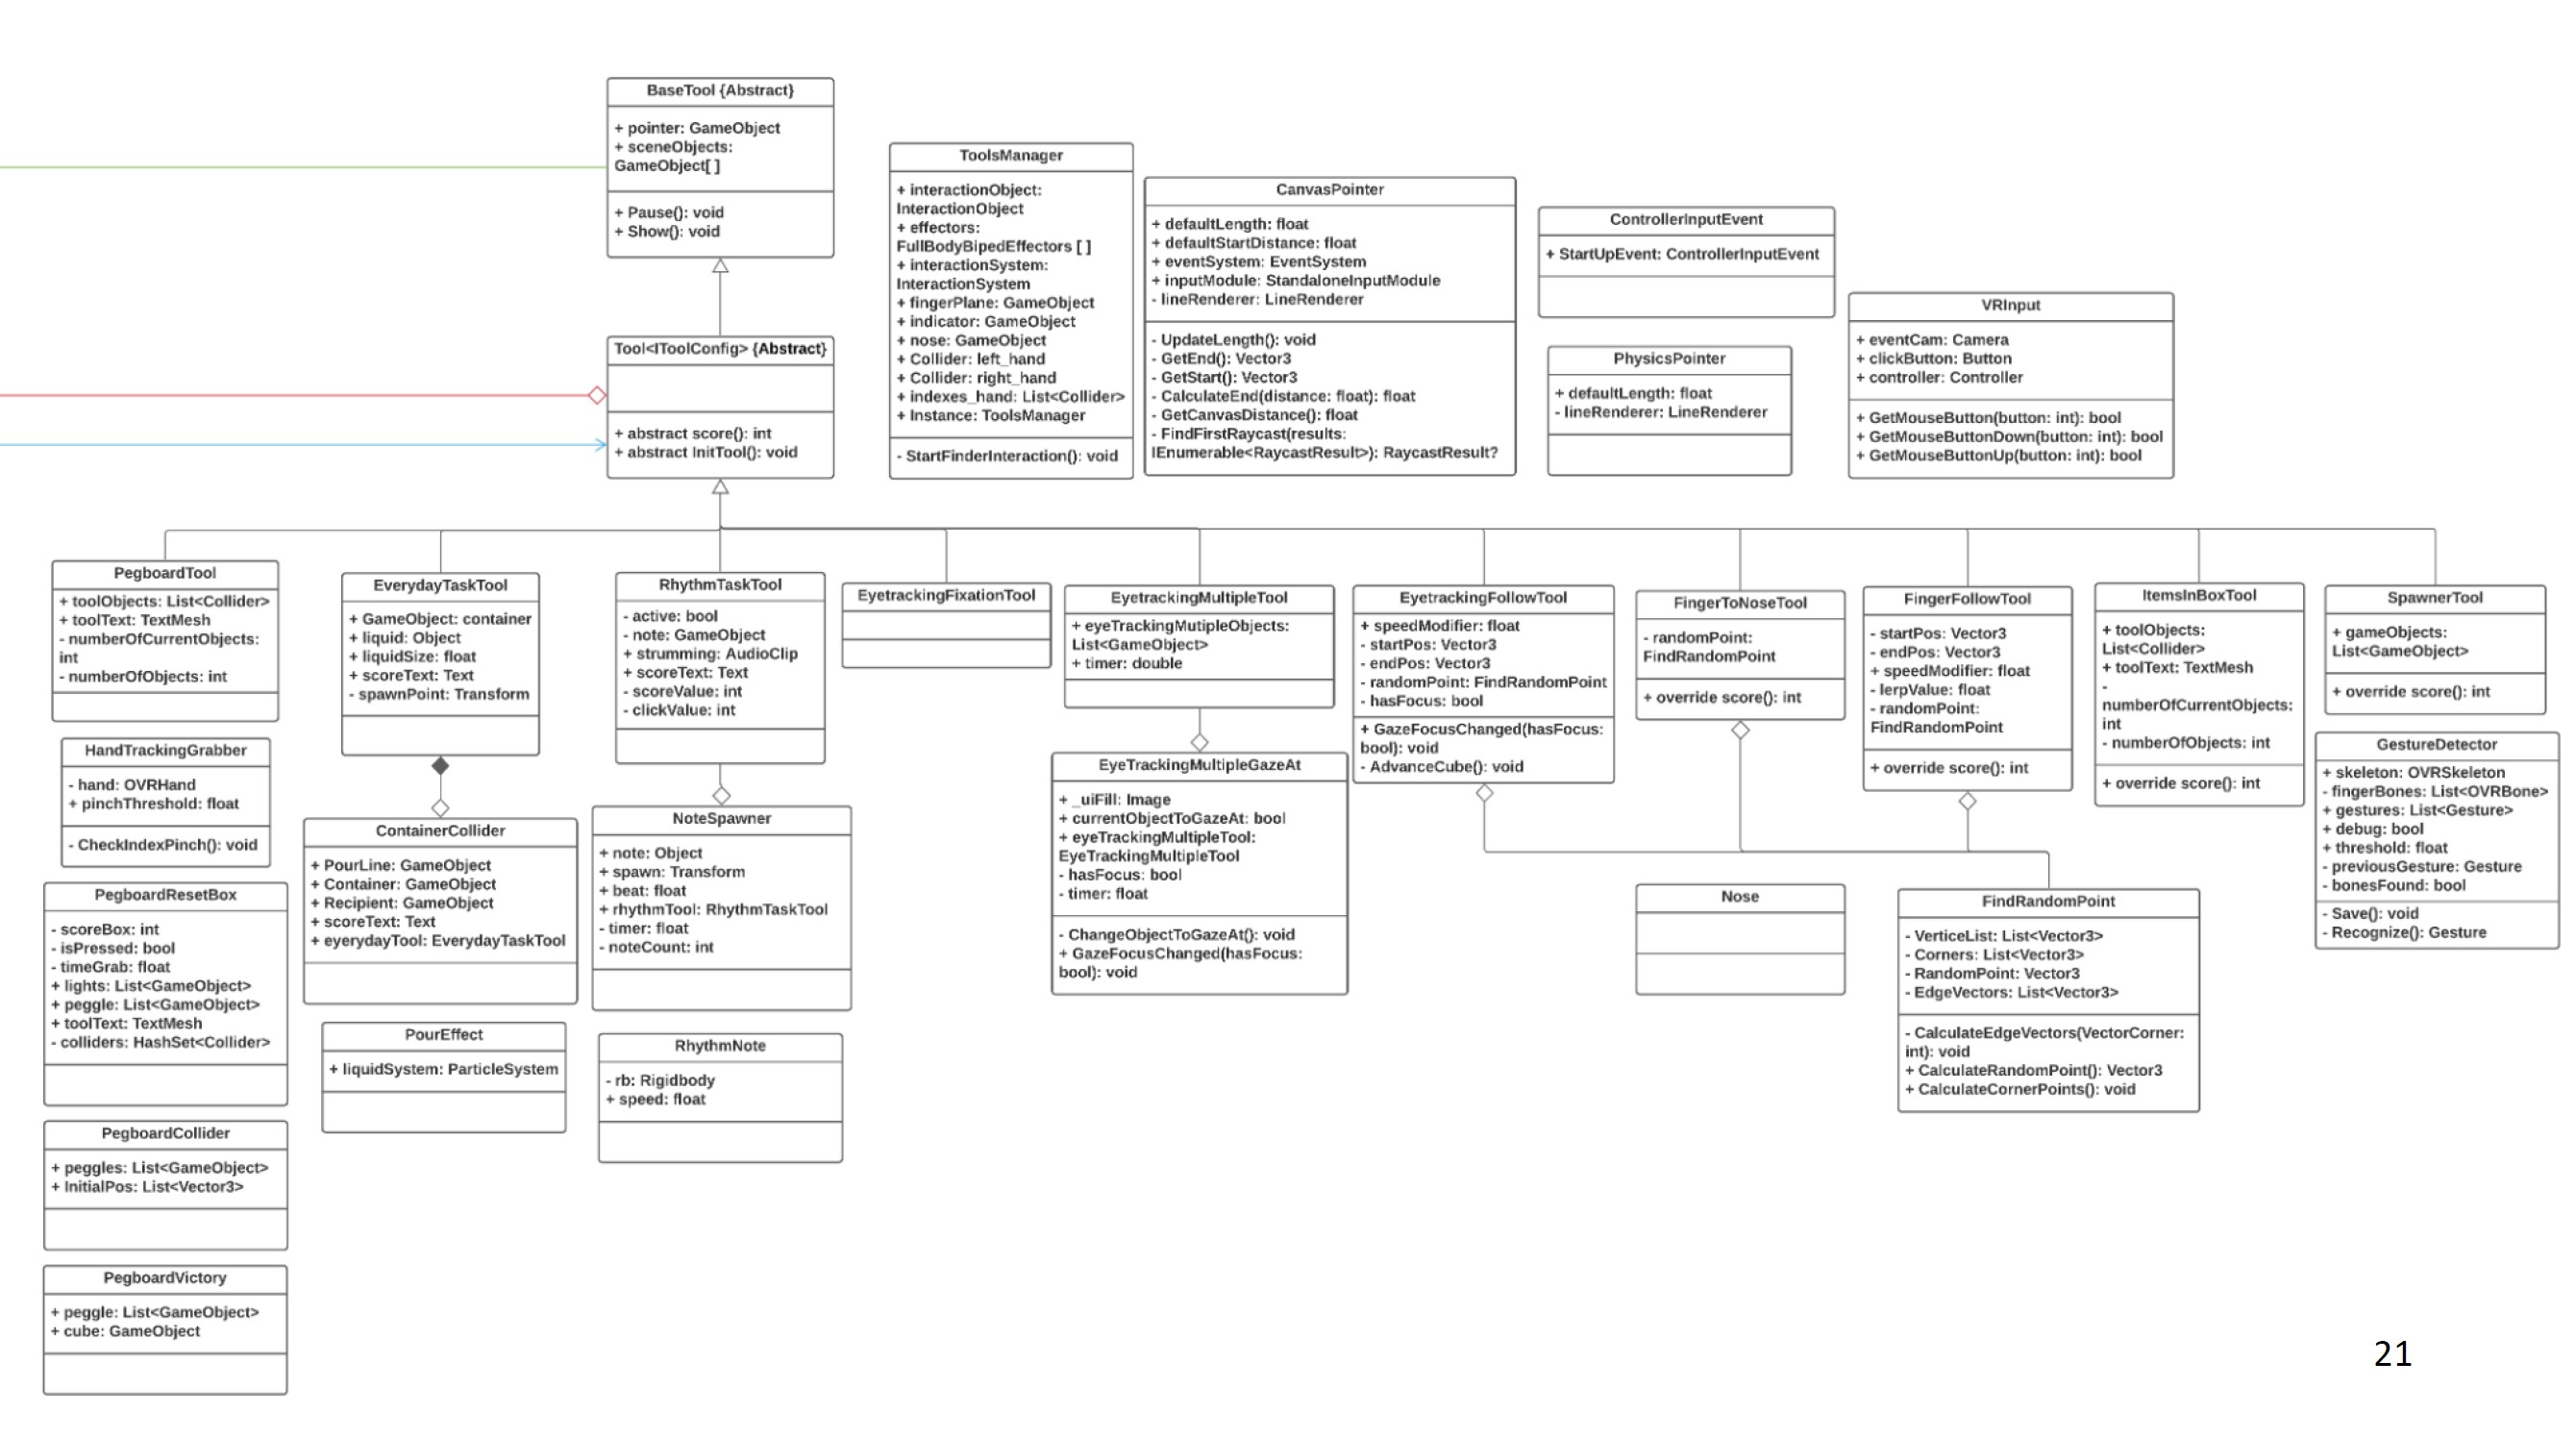 BaseTool {Abstract}
+ pointer: GameObject
+ sceneObjects:
GameObject[ ]
+ Pause(): void
+ Show(): void
Tool<IToolConfig> {Abstract}
+ abstract score(): int
+ abstract InitTool(): void
ToolsManager
+ interactionObject:
InteractionObject
+ effectors:
FullBodyBipedEffectors [ ]
+ interactionSystem:
InteractionSystem
+ fingerPlane: GameObject
+ indicator: GameObject
+ nose: GameObject
+ Collider: left_hand
+ Collider: right_hand
+ indexes_hand: List<Collider>
+ Instance: ToolsManager
- StartFinderInteraction(): void
CanvasPointer
+ defaultLength: float
+ defaultStartDistance: float
+ eventSystem: EventSystem
+ inputModule: StandaloneInputModule
- lineRenderer: LineRenderer
- UpdateLength(): void
- GetEnd(): Vector3
- GetStart(): Vector3
- CalculateEnd(distance: float): float
- GetCanvasDistance(): float
- FindFirstRaycast(results:
IEnumerable<RaycastResult>): RaycastResult?
ControllerInputEvent
+ StartUpEvent: ControllerInputEvent
PhysicsPointer
+ defaultLength: float
- lineRenderer: LineRenderer
VRInput
+ eventCam: Camera
+ clickButton: Button
+ controller: Controller
+ GetMouseButton(button: int): bool
+ GetMouseButtonDown(button: int): bool
+ GetMouseButtonUp(button: int): bool
PegboardTool
+ toolObjects: List<Collider>
+ toolText: TextMesh
- numberOfCurrentObjects:
int
- numberOfObjects: int
HandTrackingGrabber
- hand: OVRHand
+ pinchThreshold: float
- CheckIndexPinch(): void
PegboardResetBox
- scoreBox: int
- isPressed: bool
- timeGrab: float
+ lights: List<GameObject>
+ peggle: List<GameObject>
+ toolText: TextMesh
- colliders: HashSet<Collider>
PegboardCollider
+ peggles: List<GameObject>
+ InitialPos: List<Vector3>
PegboardVictory
+ peggle: List<GameObject>
+ cube: GameObject
EverydayTaskTool
+ GameObject: container
+ liquid: Object
+ liquidSize: float
+ scoreText: Text
- spawnPoint: Transform
ContainerCollider
+ PourLine: GameObject
+ Container: GameObject
+ Recipient: GameObject
+ scoreText: Text
+ eyerydayTool: EverydayTaskTool
PourEffect
+ liquidSystem: ParticleSystem
RhythmTaskTool
- active: bool
- note: GameObject
+ strumming: AudioClip
+ scoreText: Text
- scoreValue: int
- clickValue: int
NoteSpawner
+ note: Object
+ spawn: Transform
+ beat: float
+ rhythmTool: RhythmTaskTool
- timer: float
- noteCount: int
RhythmNote
- rb: Rigidbody
+ speed: float
EyetrackingFixationTool
EyetrackingMultipleTool
+ eyeTrackingMutipleObjects:
List<GameObject>
+ timer: double
EyeTrackingMultipleGazeAt
+ _uiFill: Image
+ currentObjectToGazeAt: bool
+ eyeTrackingMultipleTool:
EyeTrackingMultipleTool
- hasFocus: bool
- timer: float
- ChangeObjectToGazeAt(): void
+ GazeFocusChanged(hasFocus:
bool): void
EyetrackingFollowTool
+ speedModifier: float
- startPos: Vector3
- endPos: Vector3
- randomPoint: FindRandomPoint
- hasFocus: bool
+ GazeFocusChanged(hasFocus:
bool): void
- AdvanceCube(): void
FingerToNoseTool
- randomPoint:
FindRandomPoint
+ override score(): int
Nose
FingerFollowTool
- startPos: Vector3
- endPos: Vector3
+ speedModifier: float
- lerpValue: float
- randomPoint:
FindRandomPoint
+ override score(): int
FindRandomPoint
- VerticeList: List<Vector3>
- Corners: List<Vector3>
- RandomPoint: Vector3
- EdgeVectors: List<Vector3>
- CalculateEdgeVectors(VectorCorner:
int): void
+ CalculateRandomPoint(): Vector3
+ CalculateCornerPoints(): void
ItemsInBoxTool
+ toolObjects:
List<Collider>
+ toolText: TextMesh
-
numberOfCurrentObjects:
int
- numberOfObjects: int
+ override score(): int
SpawnerTool
+ gameObjects:
List<GameObject>
+ override score(): int
GestureDetector
+ skeleton: OVRSkeleton
- fingerBones: List<OVRBone>
+ gestures: List<Gesture>
+ debug: bool
+ threshold: float
- previousGesture: Gesture
- bonesFound: bool
- Save(): void
- Recognize(): Gesture
21